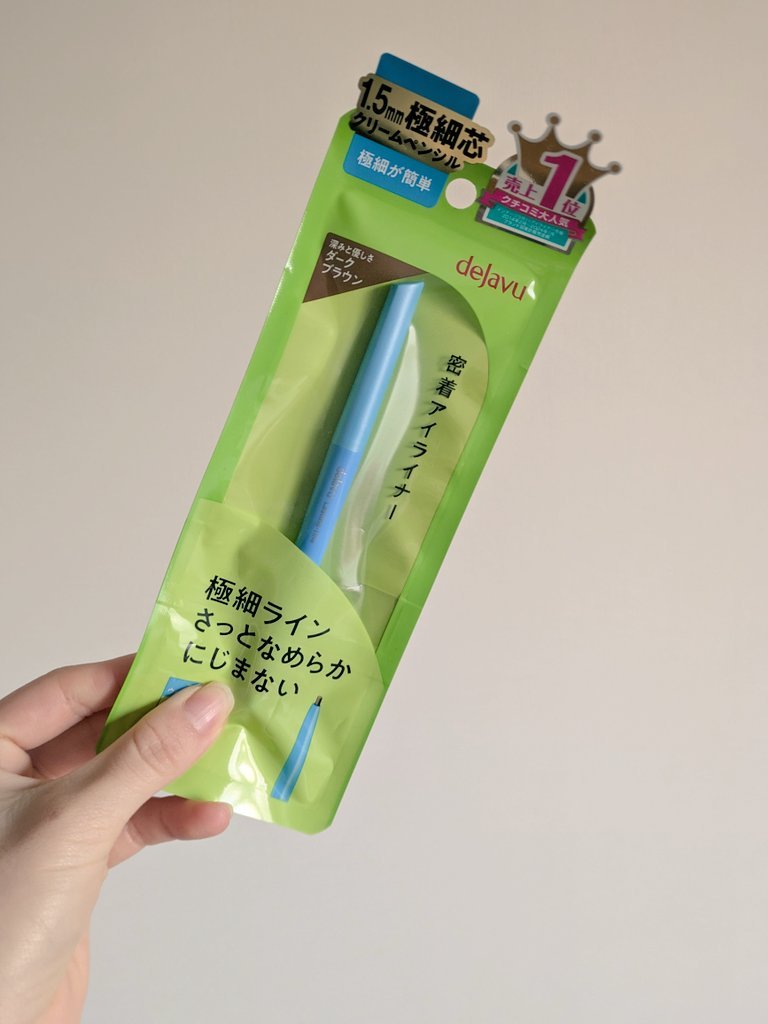 1.5mm極細芯
クリームペンシル
極細が簡単
売上1位
クチコミ大人気
深みと優しさ
ダーク
ブラウン
dejavu
密着アイライナー
dejavu
極細ライン
さっとなめらか
にじまない